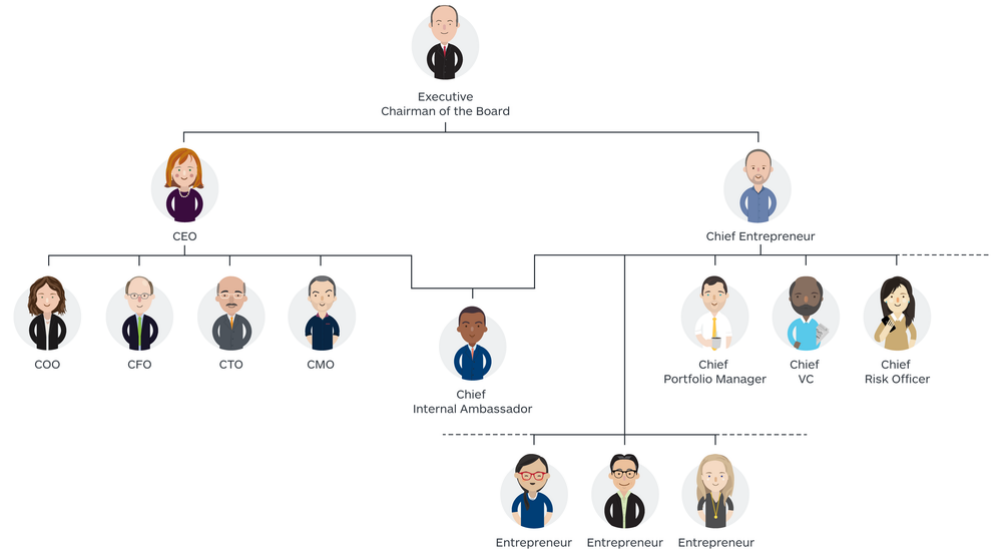 Executive
Chairman of the Board
CEO
Chief Entrepreneur
COO
CFO
CTO
CMO
Chief
Internal Ambassador
Chief
Portfolio Manager
Chief
VC
Chief
Risk Officer
Entrepreneur
Entrepreneur
Entrepreneur